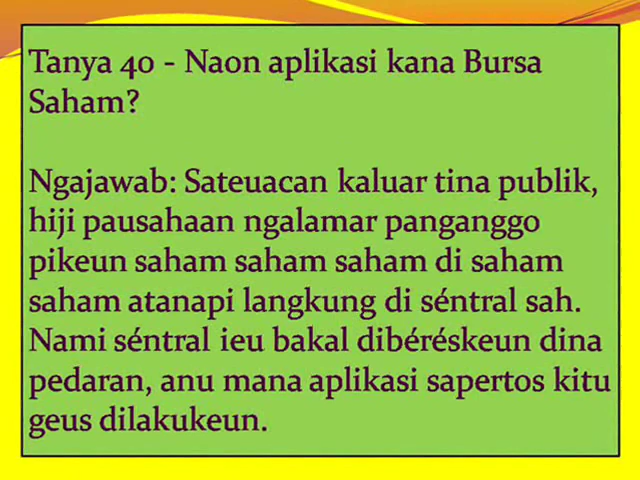 Tanya 40 - Naon aplikasi kana Bursa
Saham?
Ngajawab: Sateuacan kaluar tina publik,
hiji pausahaan ngalamar panganggo
pikeun saham saham saham di saham
saham atanapi langkung di séntral sah.
Nami séntral ieu bakal dibéréskeun dina
pedaran, anu mana aplikasi sapertos kitu
geus dilakukeun.